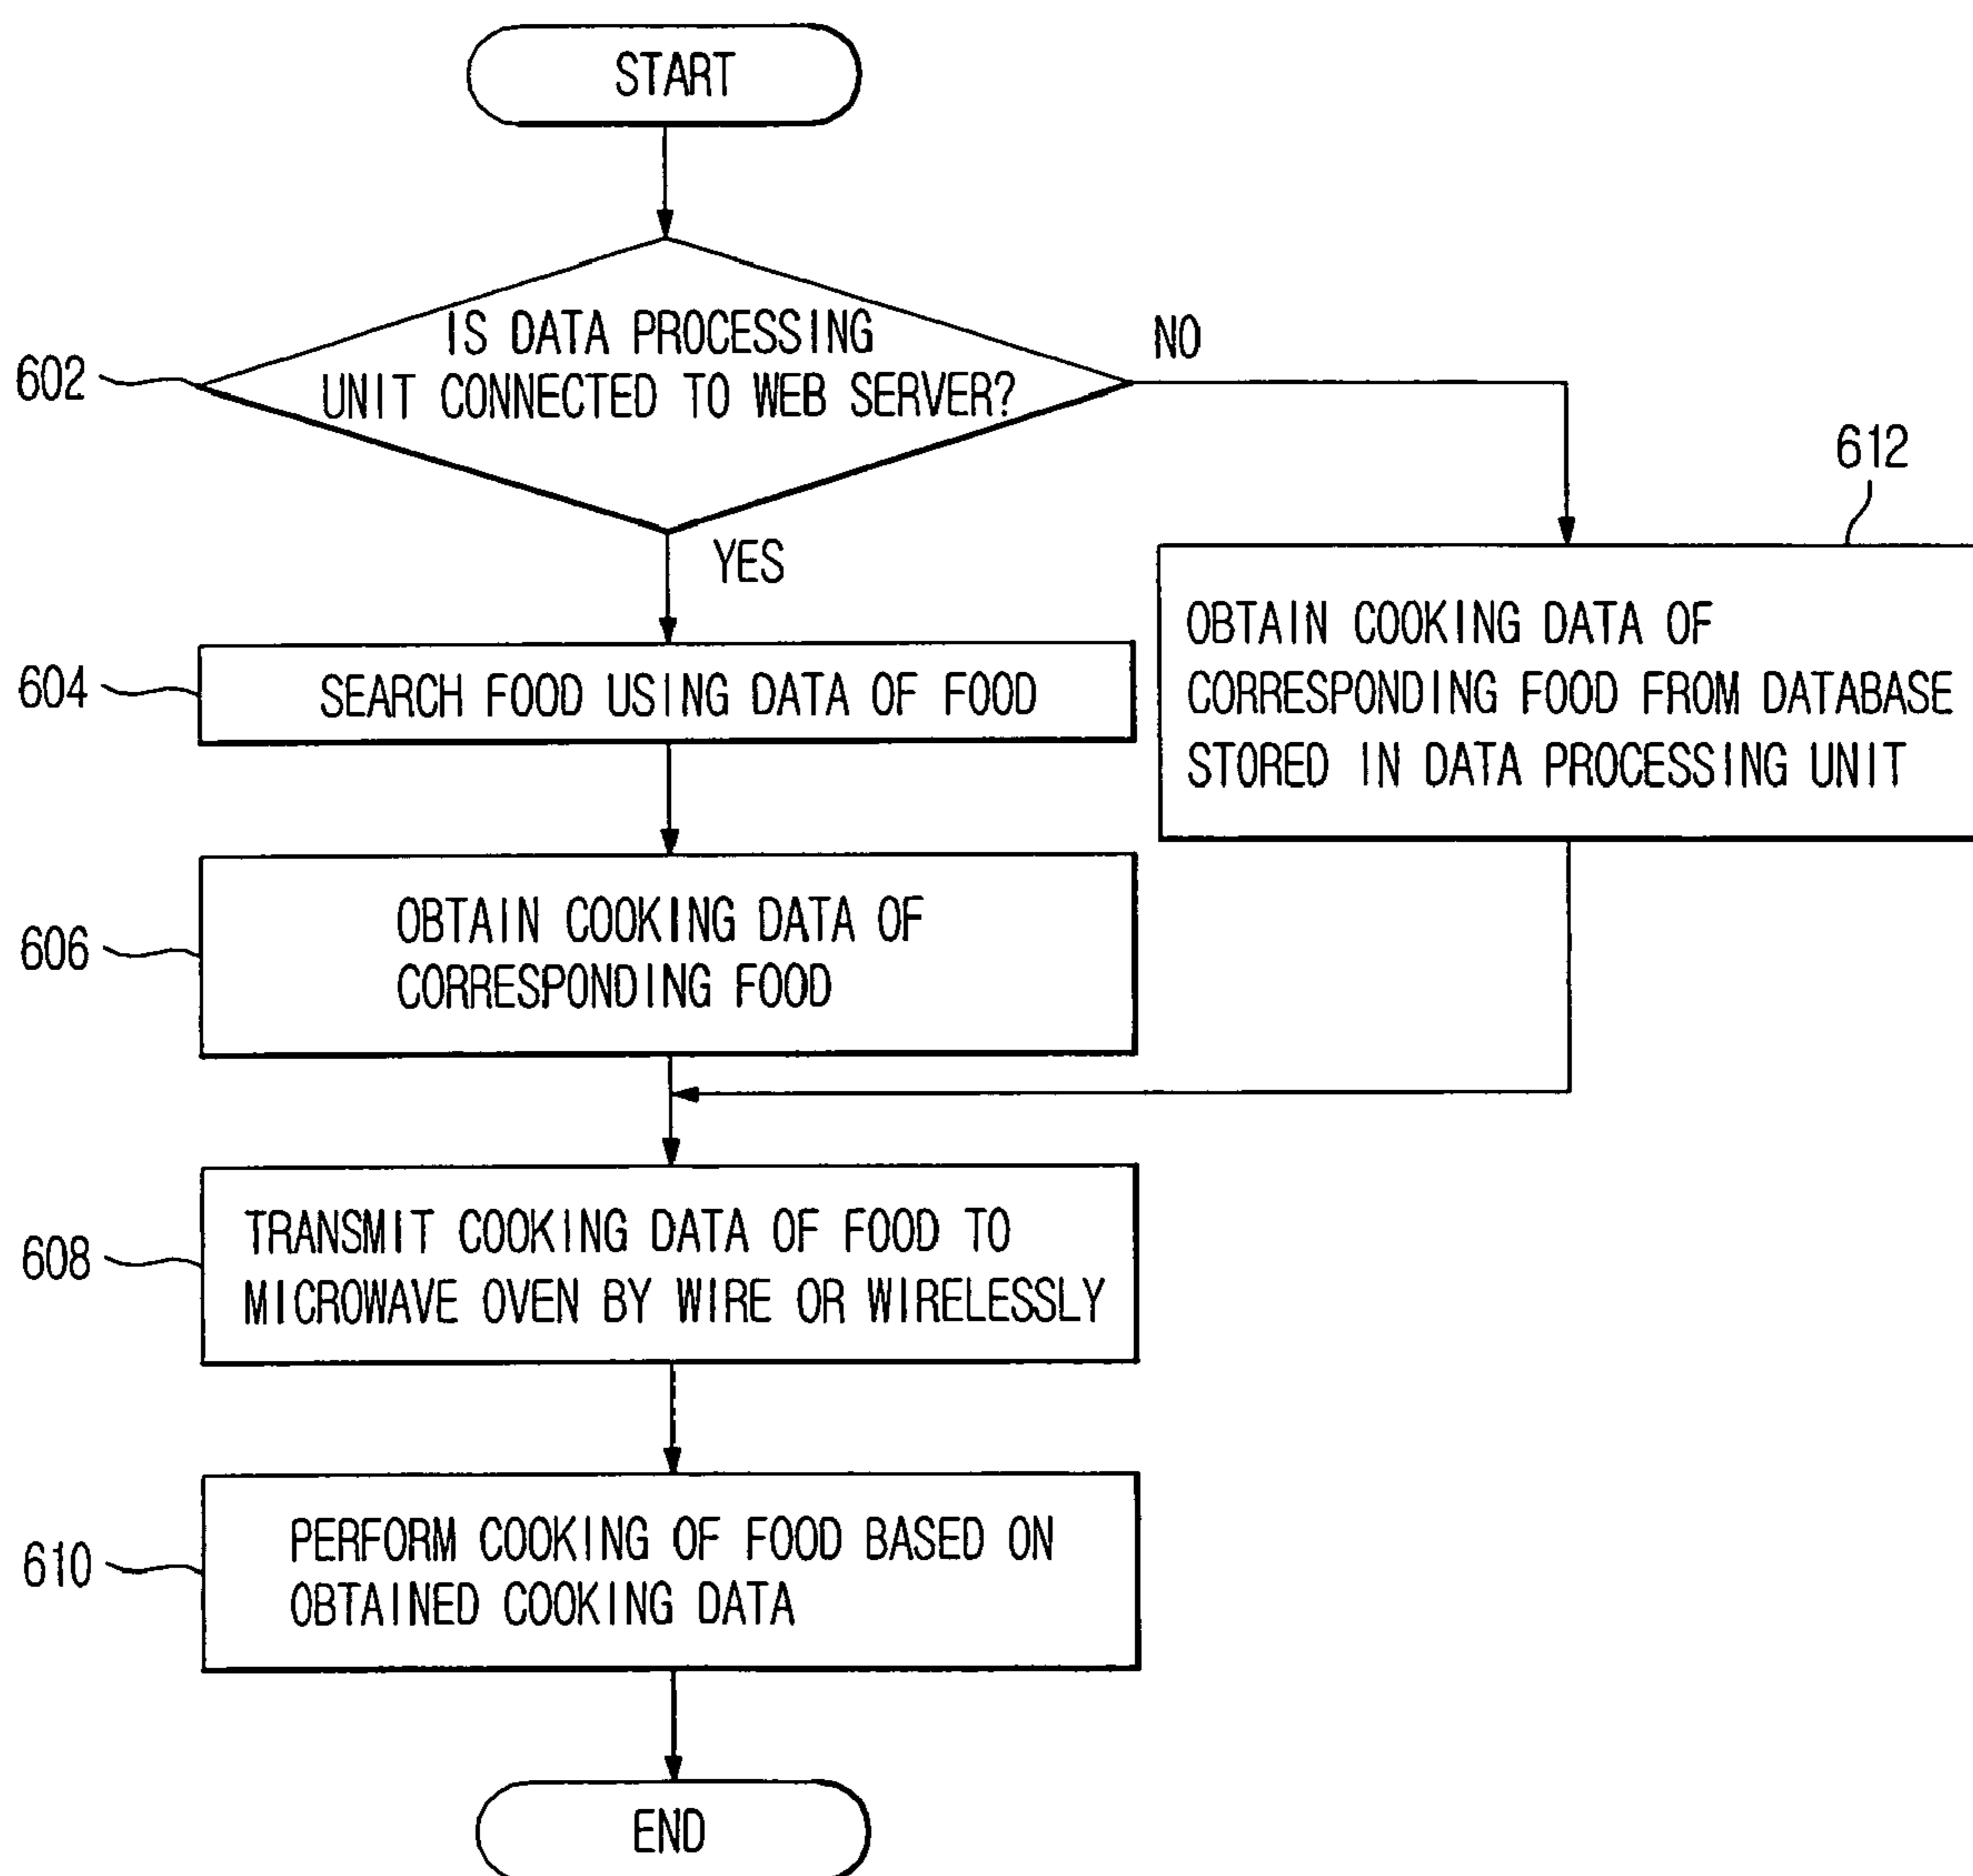 START
IS DATA PROCESSING
UNIT CONNECTED TO WEB SERVER?
602
NO
YES
612
OBTAIN COOKING DATA OF
CORRESPONDING FOOD FROM DATABASE
STORED IN DATA PROCESSING UNIT
604
SEARCH FOOD USING DATA OF FOOD
606
OBTAIN COOKING DATA OF
CORRESPONDING FOOD
608
TRANSMIT COOKING DATA OF FOOD TO
MICROWAVE OVEN BY WIRE OR WIRELESSLY
610
PERFORM COOKING OF FOOD BASED ON
OBTAINED COOKING DATA
END